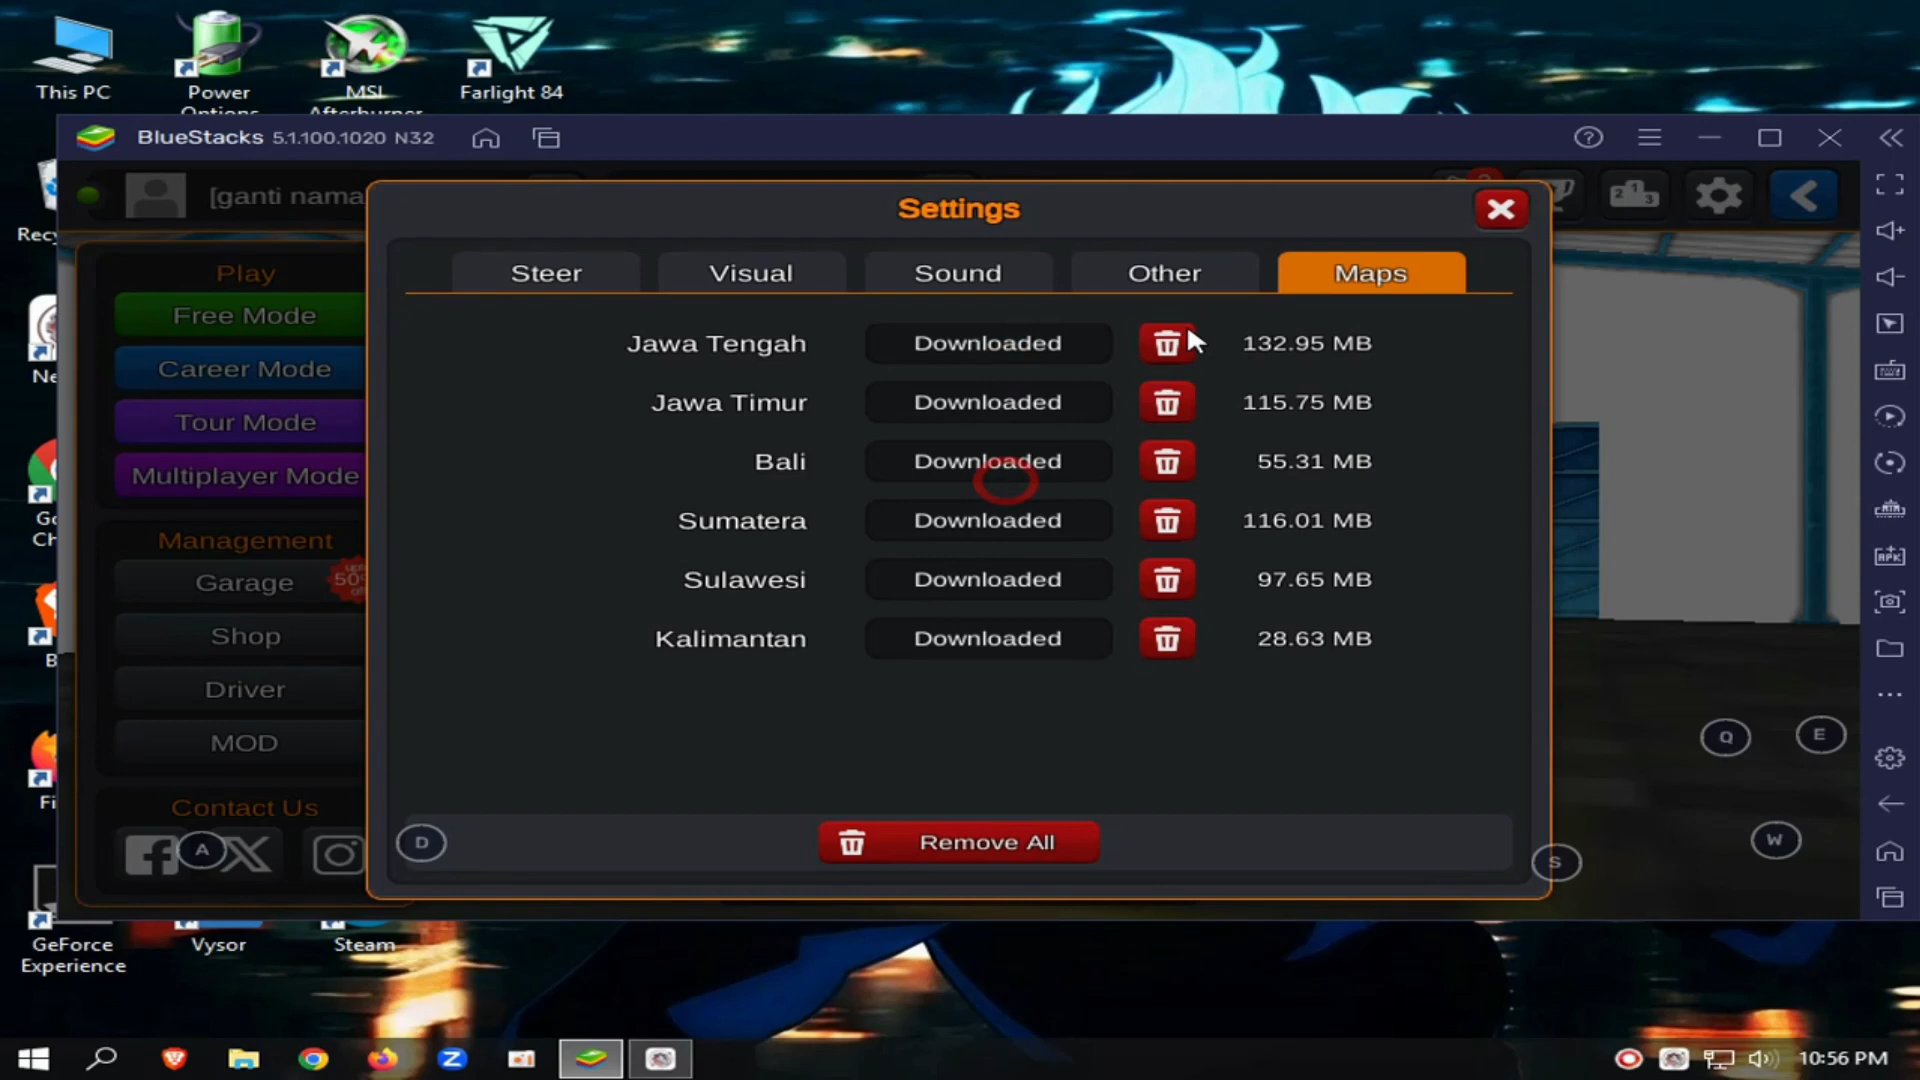 This PC
Power Options
MSI Afterburner
Farlight 84
BlueStacks 5.1.100.1020 N32
[ganti nama
Settings
Steer
Visual
Sound
Other
Maps
Jawa Tengah Downloaded 132.95 MB
Jawa Timur Downloaded 115.75 MB
Bali Downloaded 55.31 MB
Sumatera Downloaded 116.01 MB
Sulawesi Downloaded 97.65 MB
Kalimantan Downloaded 28.63 MB
Remove All
Play
Free Mode
Career Mode
Tour Mode
Multiplayer Mode
Management
Garage
Shop
Driver
MOD
Contact Us
A
D
S
W
Q
E
GeForce Experience
Vysor
Steam
10:56 PM